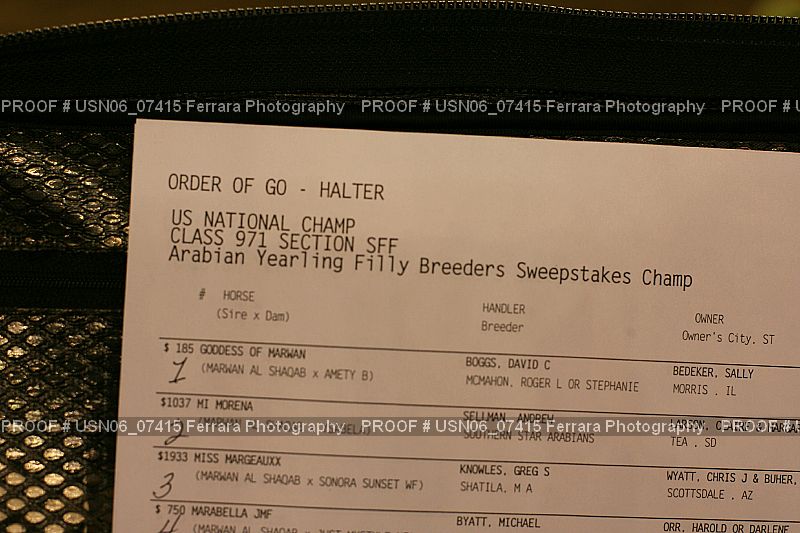 PROOF # USN06_07415 Ferrara Photography PROOF # USN06_07415 Ferrara Photography PROOF #
ORDER OF GO - HALTER
US NATIONAL CHAMP
CLASS 971 SECTION SFF
Arabian Yearling Filly Breeders Sweepstakes Champ
# HORSE HANDLER OWNER
(Sire x Dam) Breeder Owner's City, ST
$ 185 GODDESS OF MARWAN BOGGS, DAVID C BEDEKER, SALLY
1 (MARWAN AL SHAQAB x AMETY B) MCMAHON, ROGER L OR STEPHANIE MORRIS , IL
$1037 MI MORENA SELLMAN, ANDREW
PROOF # USN06_07415 Ferrara Photography PROOF # USN06_07415 Ferrara Photography PROOF #
2 SOUTHERN STAR ARABIANS TEA , SD
$1933 MISS MARGEAUXX KNOWLES, GREG S WYATT, CHRIS J & BUHER,
3 (MARWAN AL SHAQAB x SONORA SUNSET WF) SHATILA, M A SCOTTSDALE , AZ
$ 750 MARABELLA JMF BYATT, MICHAEL ORR, HAROLD OR DARLENE
4 (MARWAN AL SHAQAB x